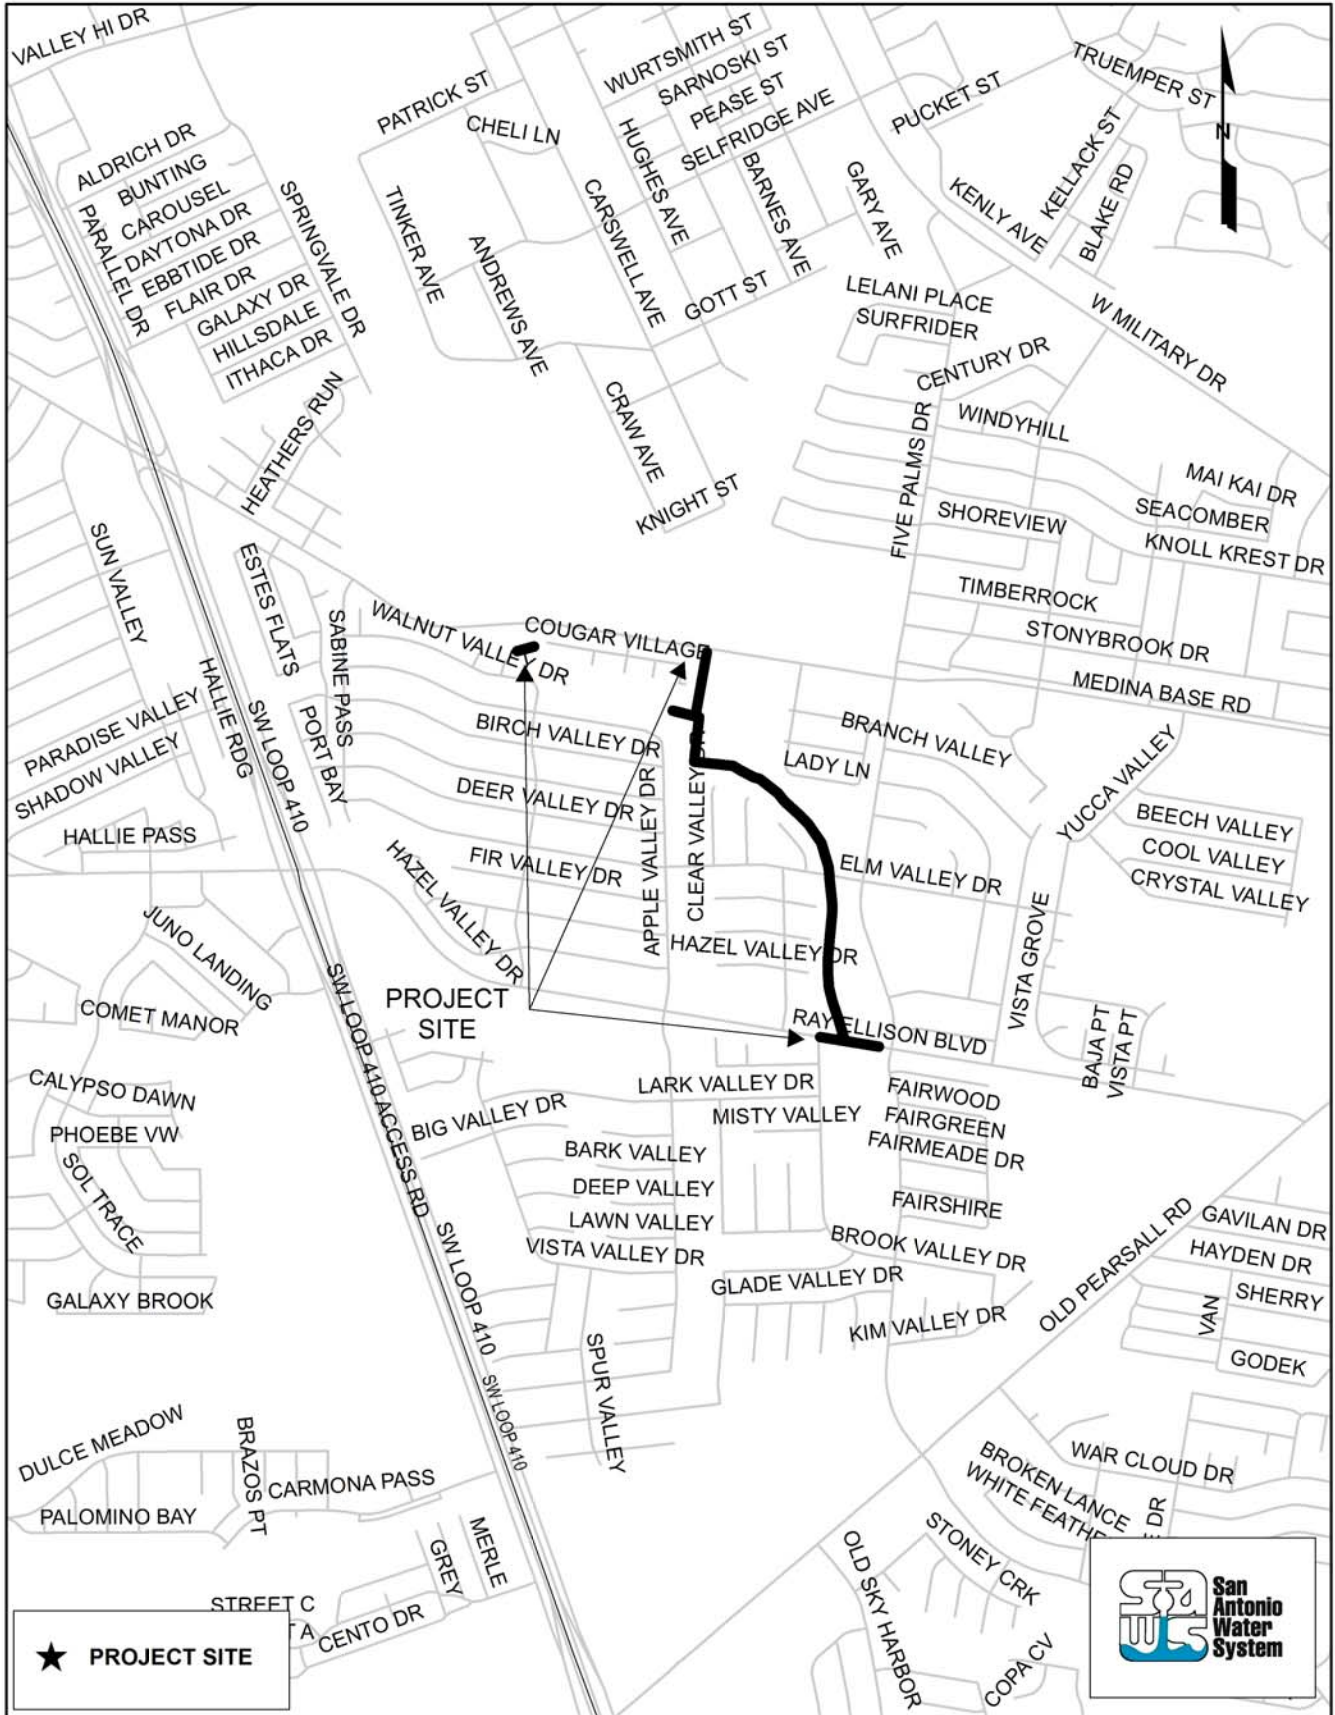 VALLEY HI DR
WURTSMITH ST
SARNOSKI ST
PEASE ST
SELFRIDGE AVE
TRUEMPER ST
PATRICK ST
CHELI LN
PUCKET ST
N
HUGHES AVE
BARNES AVE
GARY AVE
KELLACK ST
BLAKE RD
KENLY AVE
ALDRICH DR
BUNTING
CAROUSEL
DAYTONA DR
EBBTIDE DR
FLAIR DR
GALAXY DR
HILLSDALE
ITHACA DR
PARALLEL DR
SPRINGVALE DR
TINKER AVE
ANDREWS AVE
CARSWELL AVE
GOTT ST
LELANI PLACE
SURFRIDER
W MILITARY DR
CENTURY DR
HEATHERS RUN
CRAW AVE
WINDYHILL
FIVE PALMS DR
KNIGHT ST
MAI KAI DR
SEACOMBER
SHOREVIEW
KNOLL KREST DR
SUN VALLEY
ESTES FLATS
TIMBERROCK
WALNUT VALLEY DR
COUGAR VILLAGE
STONYBROOK DR
SABINE PASS
MEDINA BASE RD
HALLIE RDG
SW LOOP 410
PORT BAY
PARADISE VALLEY
SHADOW VALLEY
BIRCH VALLEY DR
BRANCH VALLEY
LADY LN
YUCCA VALLEY
DEER VALLEY DR
APPLE VALLEY DR
CLEAR VALLEY DR
BEECH VALLEY
COOL VALLEY
CRYSTAL VALLEY
HALLIE PASS
HAZEL VALLEY DR
FIR VALLEY DR
ELM VALLEY DR
JUNO LANDING
HAZEL VALLEY DR
VISTA GROVE
COMET MANOR
PROJECT
SITE
RAY ELLISON BLVD
BAJA PT
VISTA PT
SW LOOP 410 ACCESS RD
CALYPSO DAWN
LARK VALLEY DR
FAIRWOOD
BIG VALLEY DR
MISTY VALLEY
FAIRGREEN
PHOEBE VW
FAIRMEADE DR
BARK VALLEY
SOL TRACE
DEEP VALLEY
FAIRSHIRE
LAWN VALLEY
OLD PEARSALL RD
GAVILAN DR
VISTA VALLEY DR
BROOK VALLEY DR
HAYDEN DR
GLADE VALLEY DR
SHERRY
GALAXY BROOK
SW LOOP 410
KIM VALLEY DR
VAN
GODEK
SPUR VALLEY
SW LOOP 410
DULCE MEADOW
BRAZOS PT
CARMONA PASS
WAR CLOUD DR
BROKEN LANCE
WHITE FEATHE
E DR
PALOMINO BAY
GREY
MERLE
STONEY CRK
OLD SKY HARBOR
COPA CV
STREET C
T A
CENTO DR
★ PROJECT SITE
San
Antonio
Water
System